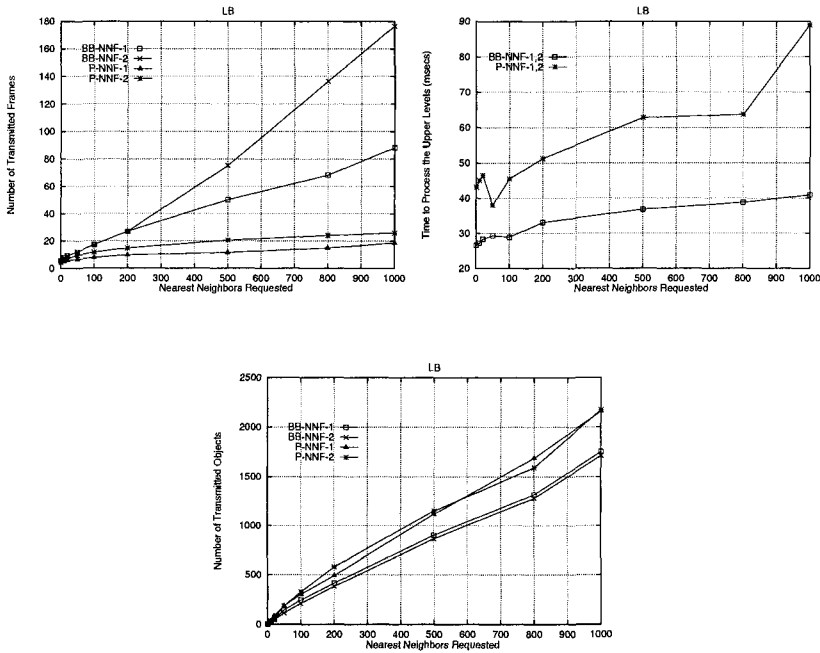 LB
Number of Transmitted Frames
180
160
140
120
100
80
60
40
20
0
BB-NNF-1
BB-NNF-2
P-NNF-1
P-NNF-2
0 100 200 300 400 500 600 700 800 900 1000
Nearest Neighbors Requested
LB
Time to Process the Upper Levels (msecs)
90
80
70
60
50
40
30
20
BB-NNF-1,2
P-NNF-1,2
0 100 200 300 400 500 600 700 800 900 1000
Nearest Neighbors Requested
LB
Number of Transmitted Objects
2500
2000
1500
1000
500
0
BB-NNF-1
BB-NNF-2
P-NNF-1
P-NNF-2
0 100 200 300 400 500 600 700 800 900 1000
Nearest Neighbors Requested